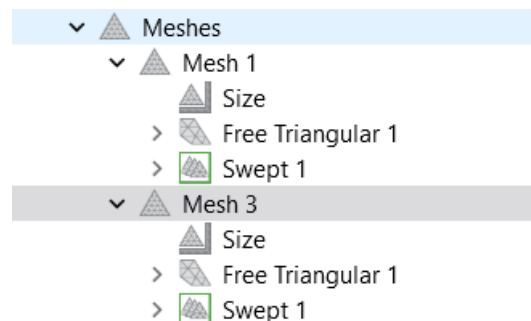 Meshes
Mesh 1
Size
Free Triangular 1
Swept 1
Mesh 3
Size
Free Triangular 1
Swept 1